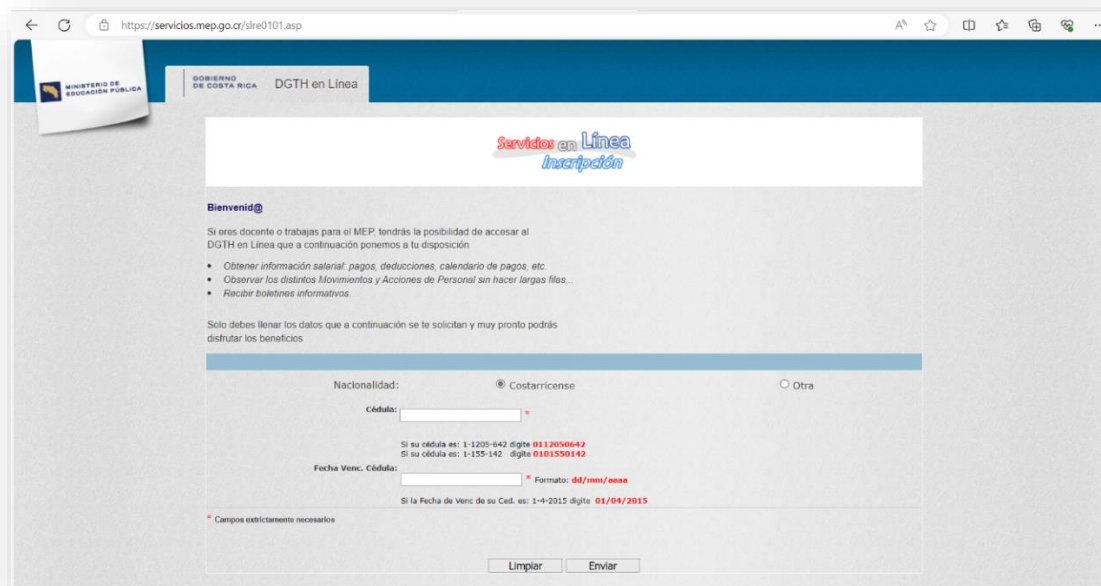 https://servicios.mep.go.cr/slre0101.asp
MINISTERIO DE
EDUCACIÓN PÚBLICA
GOBIERNO
DE COSTA RICA
DGTH en Línea
Servicios en Línea
Inscripción
Bienvenid@
Si eres docente o trabajas para el MEP, tendrás la posibilidad de accesar al
DGTH en Línea que a continuación ponemos a tu disposición
• Obtener información salarial: pagos, deducciones, calendario de pagos, etc.
• Observar los distintos Movimientos y Acciones de Personal sin hacer largas filas...
• Recibir boletines informativos.
Solo debes llenar los datos que a continuación se te solicitan y muy pronto podrás
disfrutar los beneficios
Nacionalidad: Costarricense Otra
Cédula: *
Si su cédula es: 1-1205-642 digite 0112050642
Si su cédula es: 1-155-142 digite 0101550142
Fecha Venc. Cédula:
* Formato: dd/mm/aaaa
Si la Fecha de Venc de su Ced. es: 1-4-2015 digite 01/04/2015
* Campos extrictamente necesarios
Limpiar Enviar